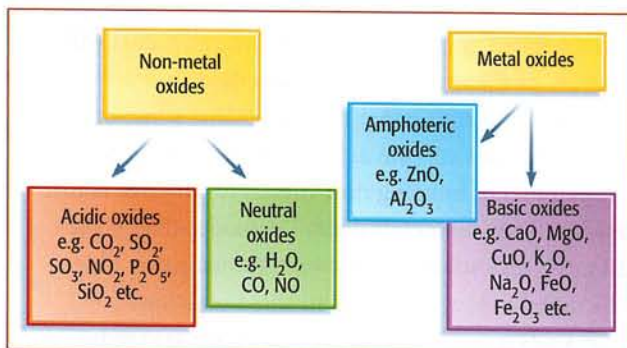 Non-metal
oxides
Metal oxides
Acidic oxides
e.g. CO₂, SO₂,
SO₃, NO₂, P₂O₅,
SiO₂ etc.
Neutral
oxides
e.g. H₂O,
CO, NO
Amphoteric
oxides
e.g. ZnO,
Al₂O₃
Basic oxides
e.g. CaO, MgO,
CuO, K₂O,
Na₂O, FeO,
Fe₂O₃ etc.